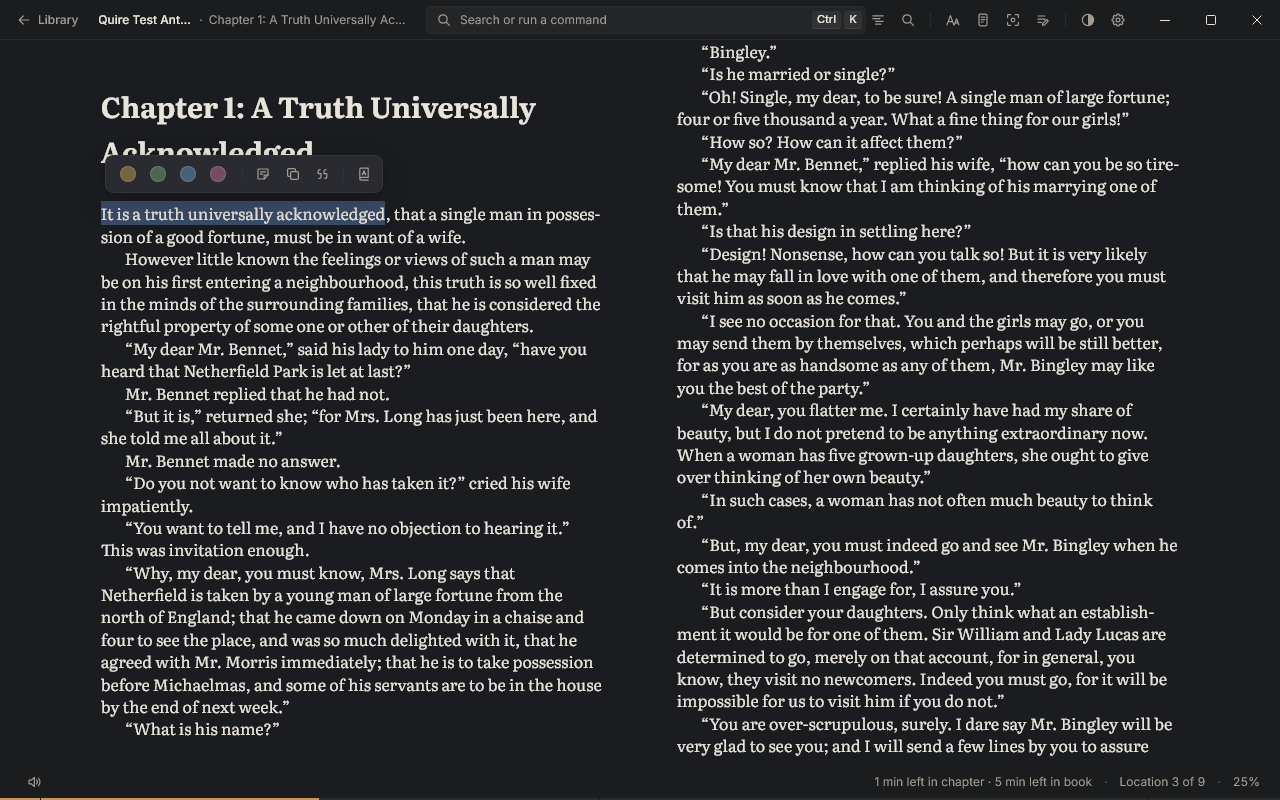 Library
Quire Test Ant... · Chapter 1: A Truth Universally Ac...
Search or run a command
Ctrl K
Chapter 1: A Truth Universally
Acknowledged
It is a truth universally acknowledged, that a single man in posses-
sion of a good fortune, must be in want of a wife.
However little known the feelings or views of such a man may
be on his first entering a neighbourhood, this truth is so well fixed
in the minds of the surrounding families, that he is considered the
rightful property of some one or other of their daughters.
“My dear Mr. Bennet,” said his lady to him one day, “have you
heard that Netherfield Park is let at last?”
Mr. Bennet replied that he had not.
“But it is,” returned she; “for Mrs. Long has just been here, and
she told me all about it.”
Mr. Bennet made no answer.
“Do you not want to know who has taken it?” cried his wife
impatiently.
“You want to tell me, and I have no objection to hearing it.”
This was invitation enough.
“Why, my dear, you must know, Mrs. Long says that
Netherfield is taken by a young man of large fortune from the
north of England; that he came down on Monday in a chaise and
four to see the place, and was so much delighted with it, that he
agreed with Mr. Morris immediately; that he is to take possession
before Michaelmas, and some of his servants are to be in the house
by the end of next week.”
“What is his name?”
“Bingley.”
“Is he married or single?”
“Oh! Single, my dear, to be sure! A single man of large fortune;
four or five thousand a year. What a fine thing for our girls!”
“How so? How can it affect them?”
“My dear Mr. Bennet,” replied his wife, “how can you be so tire-
some! You must know that I am thinking of his marrying one of
them.”
“Is that his design in settling here?”
“Design! Nonsense, how can you talk so! But it is very likely
that he may fall in love with one of them, and therefore you must
visit him as soon as he comes.”
“I see no occasion for that. You and the girls may go, or you
may send them by themselves, which perhaps will be still better,
for as you are as handsome as any of them, Mr. Bingley may like
you the best of the party.”
“My dear, you flatter me. I certainly have had my share of
beauty, but I do not pretend to be anything extraordinary now.
When a woman has five grown-up daughters, she ought to give
over thinking of her own beauty.”
“In such cases, a woman has not often much beauty to think
of.”
“But, my dear, you must indeed go and see Mr. Bingley when he
comes into the neighbourhood.”
“It is more than I engage for, I assure you.”
“But consider your daughters. Only think what an establish-
ment it would be for one of them. Sir William and Lady Lucas are
determined to go, merely on that account, for in general, you
know, they visit no newcomers. Indeed you must go, for it will be
impossible for us to visit him if you do not.”
“You are over-scrupulous, surely. I dare say Mr. Bingley will be
very glad to see you; and I will send a few lines by you to assure
1 min left in chapter · 5 min left in book · Location 3 of 9 · 25%